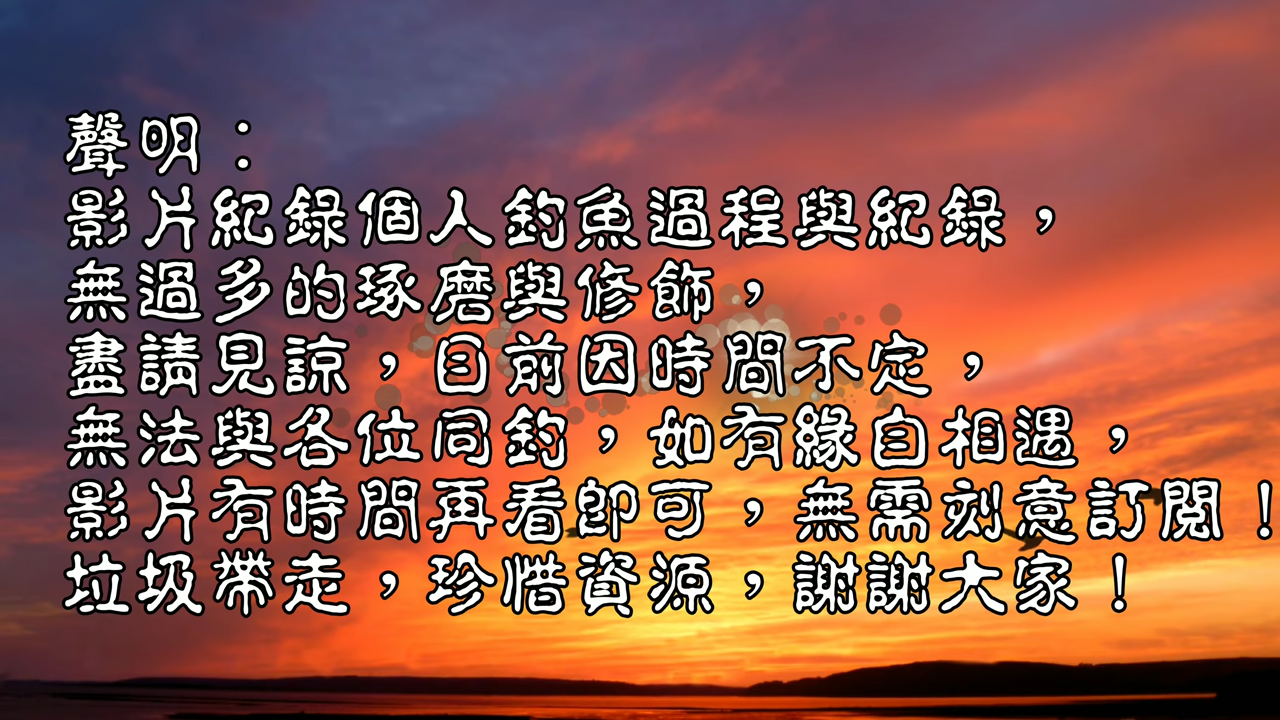 聲明：
影片紀錄個人釣魚過程與紀錄，
無過多的琢磨與修飾，
盡請見諒，目前因時間不定，
無法與各位同釣，如有緣自相遇，
影片有時間再看即可，無需刻意訂閱！
垃圾帶走，珍惜資源，謝謝大家！